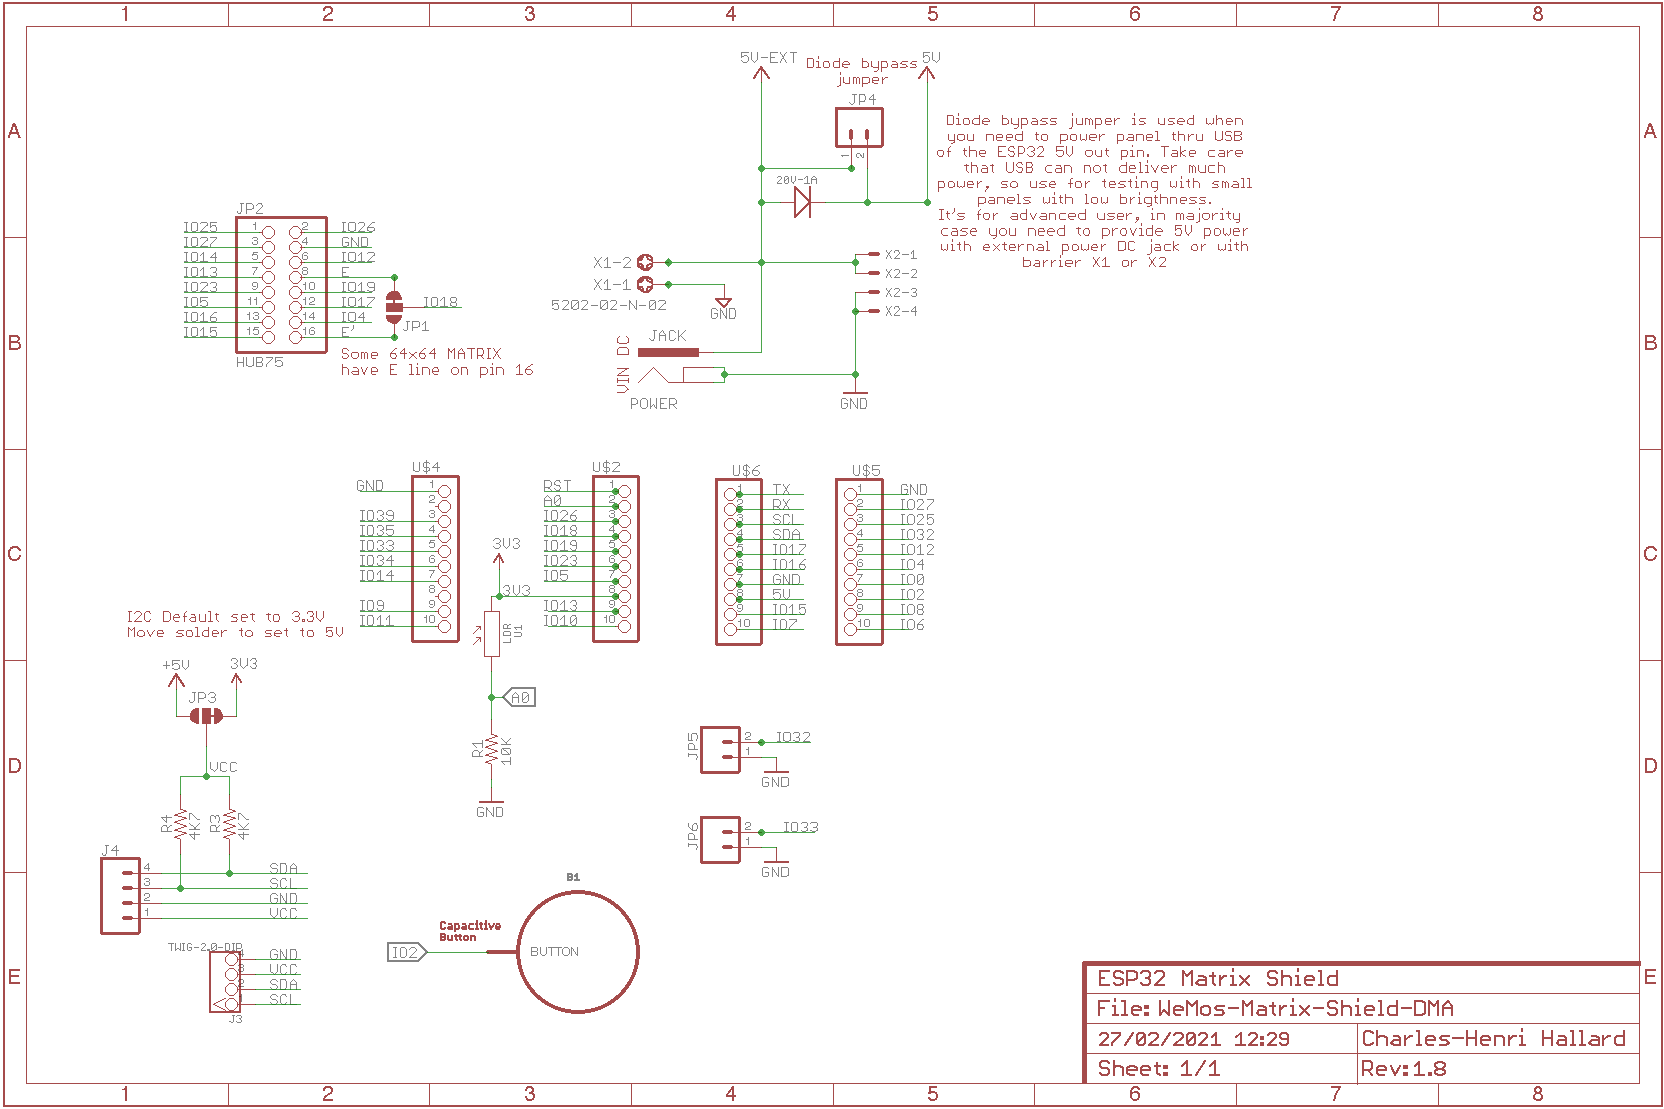 1 2 3 4 5 6 7 8
A
B
C
D
E
A
B
C
D
E
1 2 3 4 5 6 7 8
5V-EXT
Diode bypass
jumper
5V
JP4
1
2
20V-1A
Diode bypass jumper is used when
you need to power panel thru USB
of the ESP32 5V out pin. Take care
that USB can not deliver much
power, so use for testing with small
panels with low brigthness.
It's for advanced user, in majority
case you need to provide 5V power
with external power DC jack or with
barrier X1 or X2
X1-2
X1-1
5202-02-N-02
GND
X2-1
X2-2
X2-3
X2-4
JACK
VIN DC
POWER
GND
JP2
IO25 1 2 IO26
IO27 3 4 GND
IO14 5 6 IO12
IO13 7 8 E
IO23 9 10 IO19
IO5 11 12 IO17
IO16 13 14 IO4
IO15 15 16 E'
HUB75
IO18
JP1
Some 64x64 MATRIX
have E line on pin 16
U$4
GND 1
2
IO39 3
IO35 4
IO33 5
IO34 6
IO14 7
8
IO9 9
IO11 10
U$2
RST 1
A0 2
IO26 3
IO18 4
IO19 5
IO23 6
IO5 7
3V3 8
IO13 9
IO10 10
U$6
1 TX
2 RX
3 SCL
4 SDA
5 IO17
6 IO16
7 GND
8 5V
9 IO15
10 IO7
U$5
1 GND
2 IO27
3 IO25
4 IO32
5 IO12
6 IO4
7 IO0
8 IO2
9 IO8
10 IO6
3V3
LDR
U1
A0
R1
10K
GND
I2C Default set to 3.3V
Move solder to set to 5V
+5V
3V3
JP3
VCC
R4
4K7
R3
4K7
J4
4 SDA
3 SCL
2 GND
1 VCC
TWIG-2.0-DIP
4 GND
3 VCC
2 SDA
1 SCL
J3
JP5
2 IO32
1
GND
JP6
2 IO33
1
GND
B1
Capacitive
Button
IO2
BUTTON
ESP32 Matrix Shield
File: WeMos-Matrix-Shield-DMA
27/02/2021 12:29
Charles-Henri Hallard
Sheet: 1/1
Rev:1.8